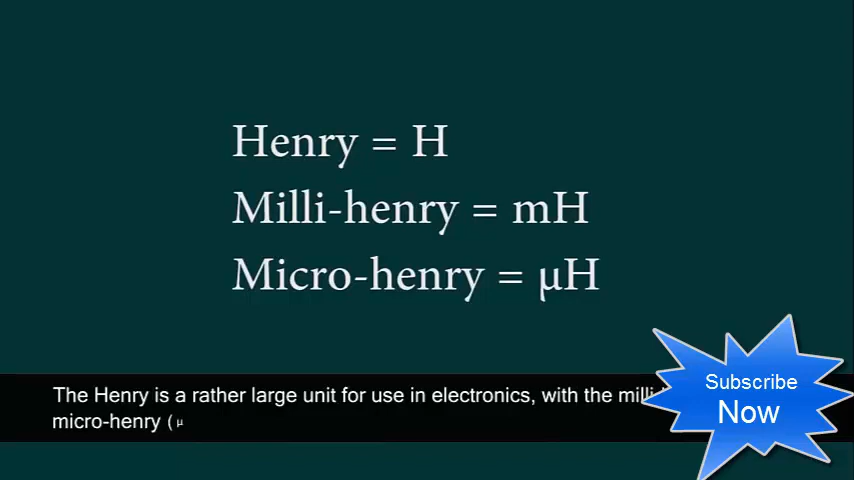 Henry = H
Milli-henry = mH
Micro-henry = µH
The Henry is a rather large unit for use in electronics, with the
micro-henry (µ
Subscribe
Now